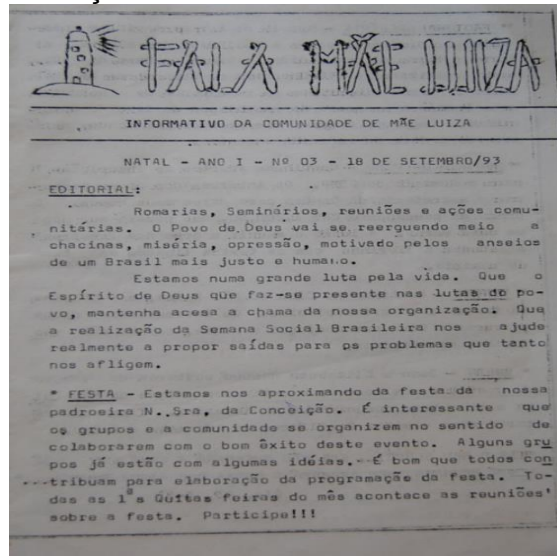 FALA MÃE LUIZA
INFORMATIVO DA COMUNIDADE DE MÃE LUIZA
NATAL - ANO I - Nº 03 - 18 DE SETEMBRO/93
EDITORIAL:
Romarias, Seminários, reuniões e ações comu-
nitárias. O Povo de Deus vai se reerguendo meio a
chacinas, miséria, opressão, motivado pelos anseios
de um Brasil mais justo e humano.
Estamos numa grande luta pela vida. Que o
Espírito de Deus que faz-se presente nas lutas do po-
vo, mantenha acesa a chama da nossa organização. Que
a realização da Semana Social Brasileira nos ajude
realmente a propor saídas para os problemas que tanto
nos afligem.
* FESTA - Estamos nos aproximando da festa da nossa
padroeira N. Sra. da Conceição. É interessante que
os grupos e a comunidade se organizem no sentido de
colaborarem com o bom êxito deste evento. Alguns gru
pos já estão com algumas idéias. É bom que todos con
tribuam para elaboração da programação da festa. To-
das as 1ªs Quitas feiras do mês acontece as reuniões'
sobre a festa. Participe!!!